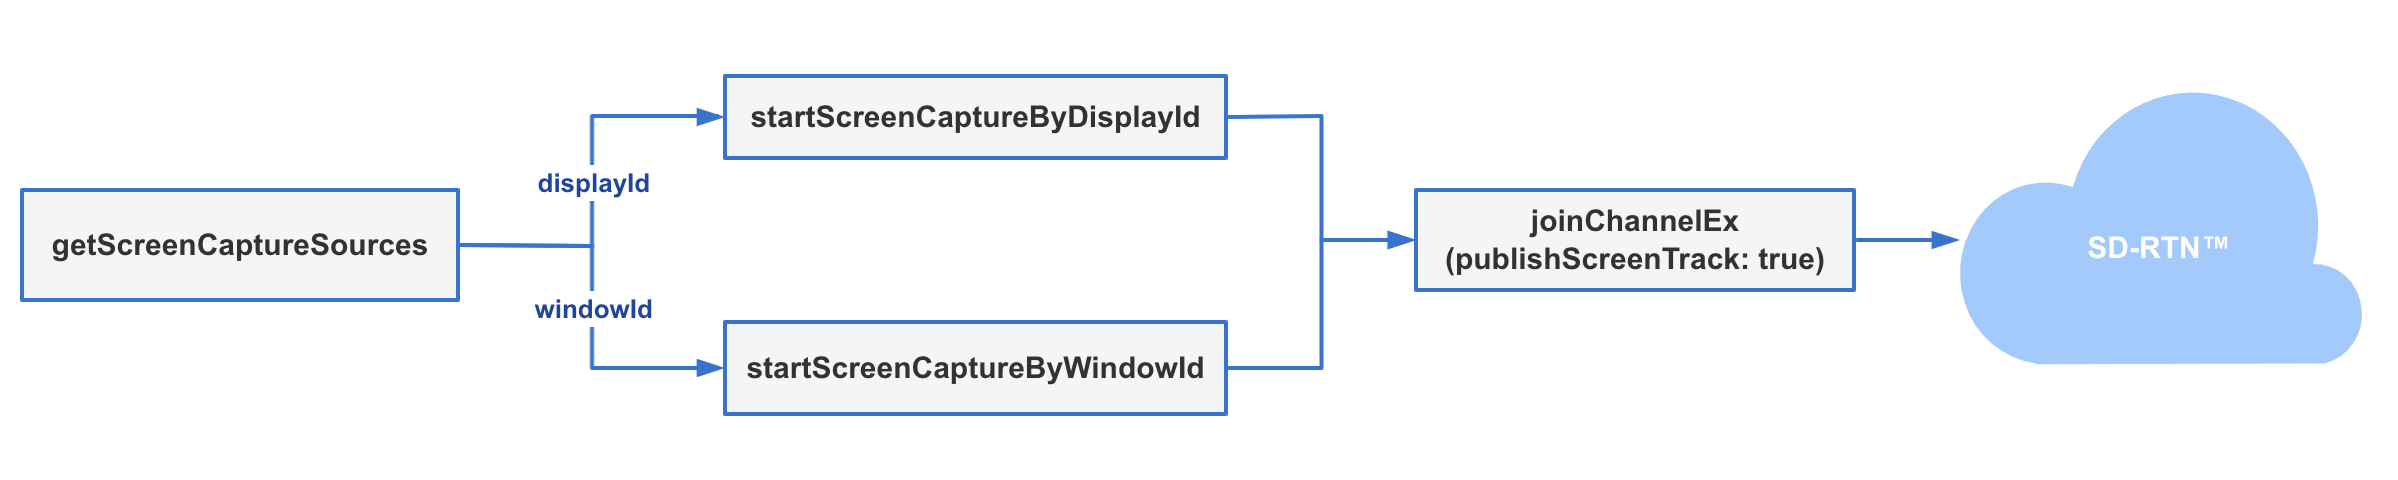 getScreenCaptureSources
displayId
windowId
startScreenCaptureByDisplayId
startScreenCaptureByWindowId
joinChannelEx
(publishScreenTrack: true)
SD-RTN™